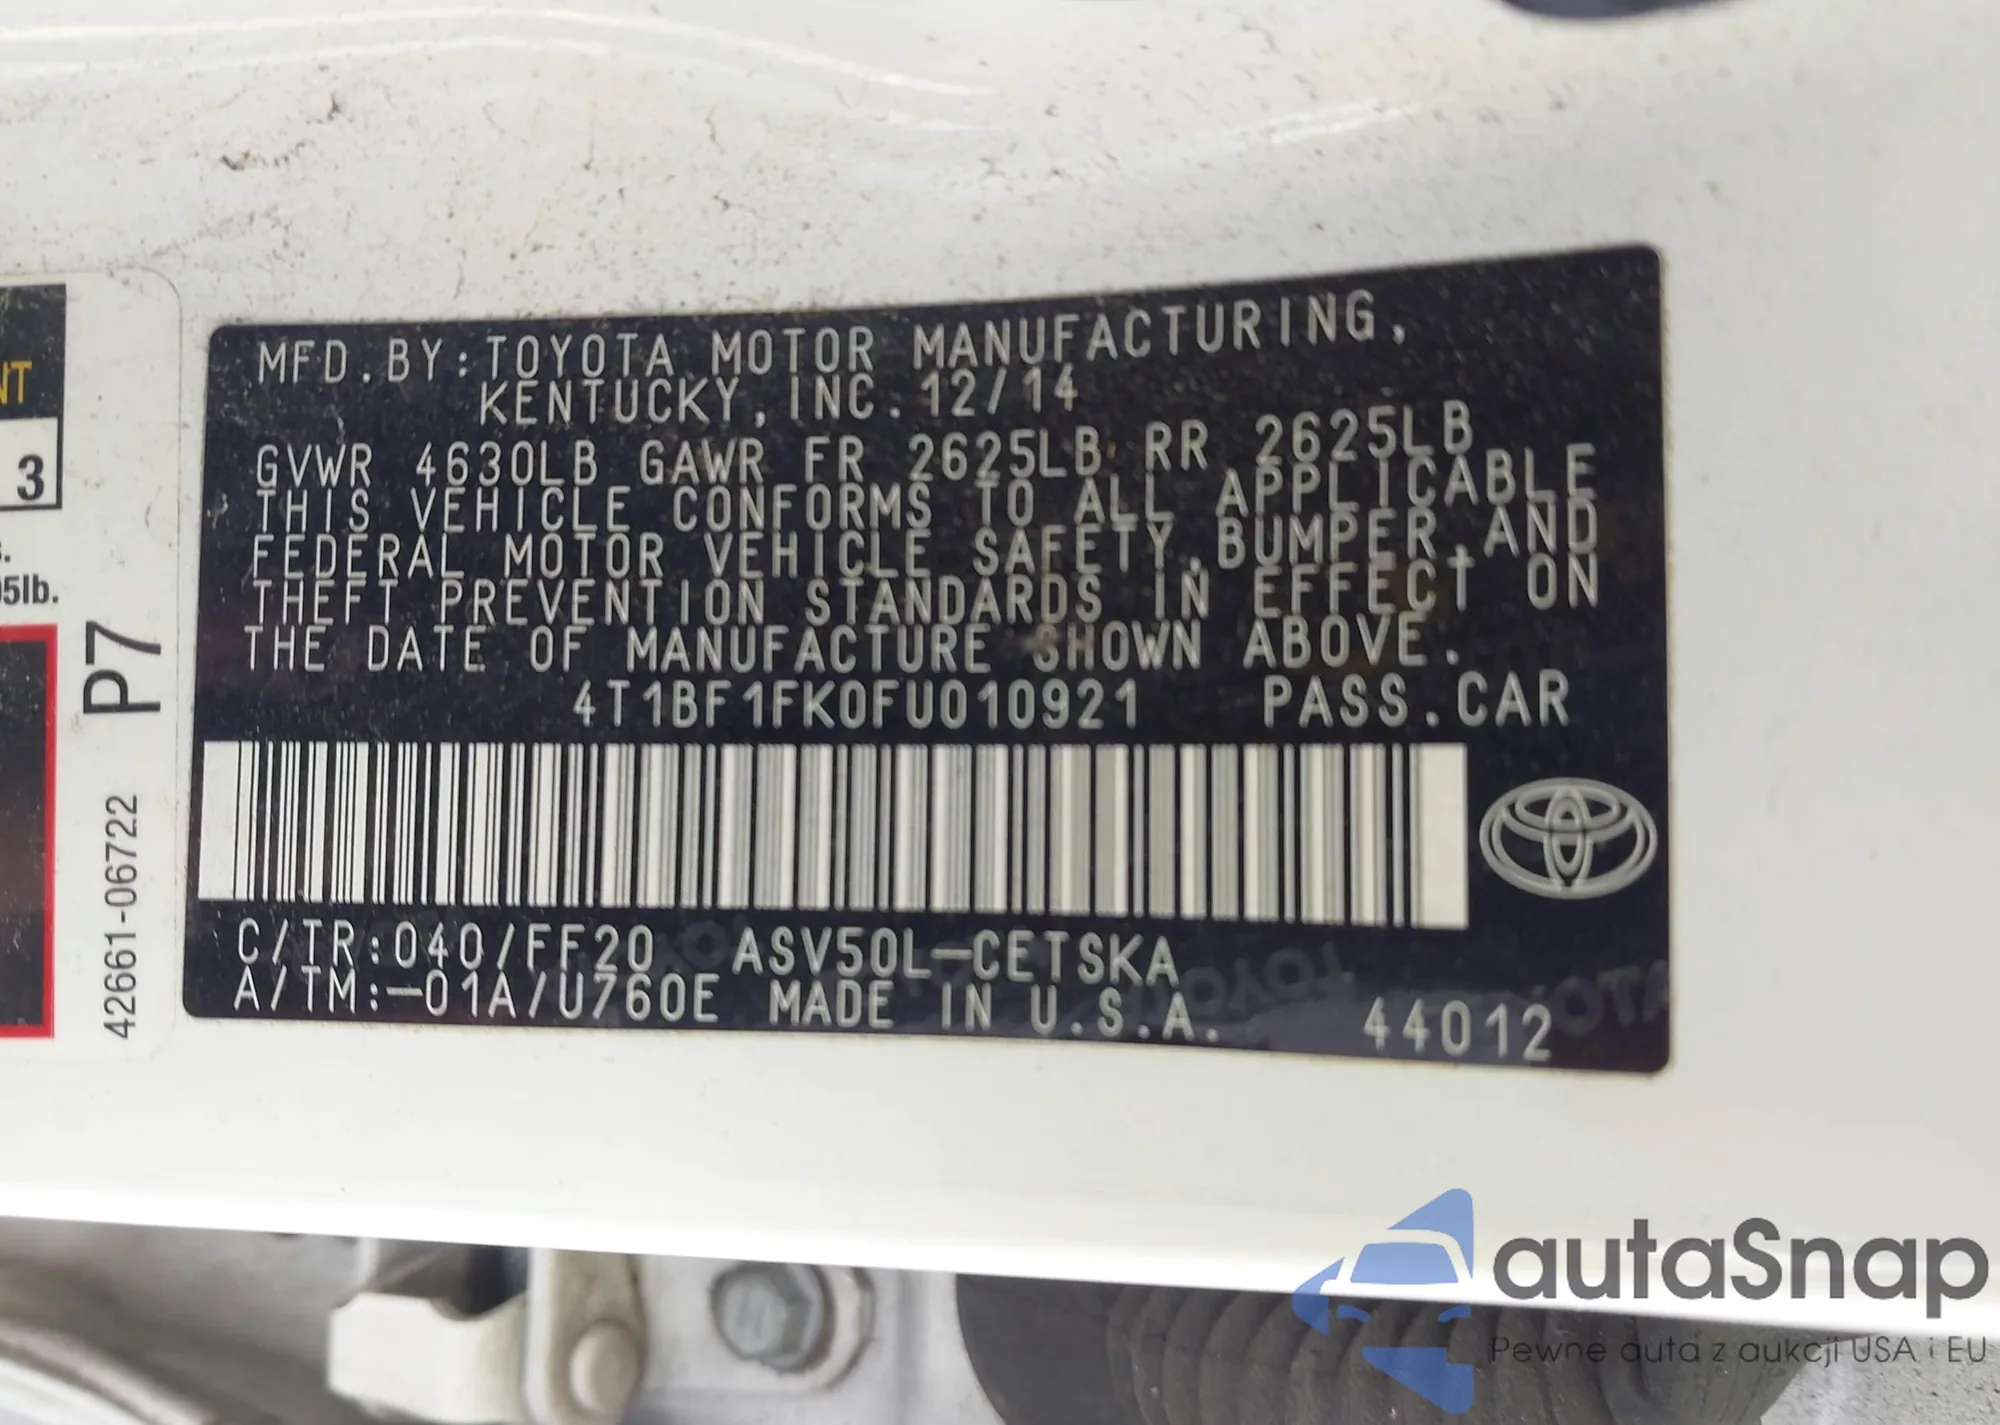 MFD.BY:TOYOTA MOTOR MANUFACTURING,
KENTUCKY, INC. 12/14
GVWR 4630LB GAWR FR 2625LB RR 2625LB
THIS VEHICLE CONFORMS TO ALL APPLICABLE
FEDERAL MOTOR VEHICLE SAFETY,BUMPER,AND
THEFT PREVENTION STANDARDS IN EFFECT ON
THE DATE OF MANUFACTURE SHOWN ABOVE.
4T1BF1FK0FU010921 PASS.CAR
C/TR:040/FF20 ASV50L-CETSKA
A/TM:-01A/U760E MADE IN U.S.A. 44012
NT
3
5lb.
P7
42661-06722
autaSnap
Pewne auta z aukcji USA i EU